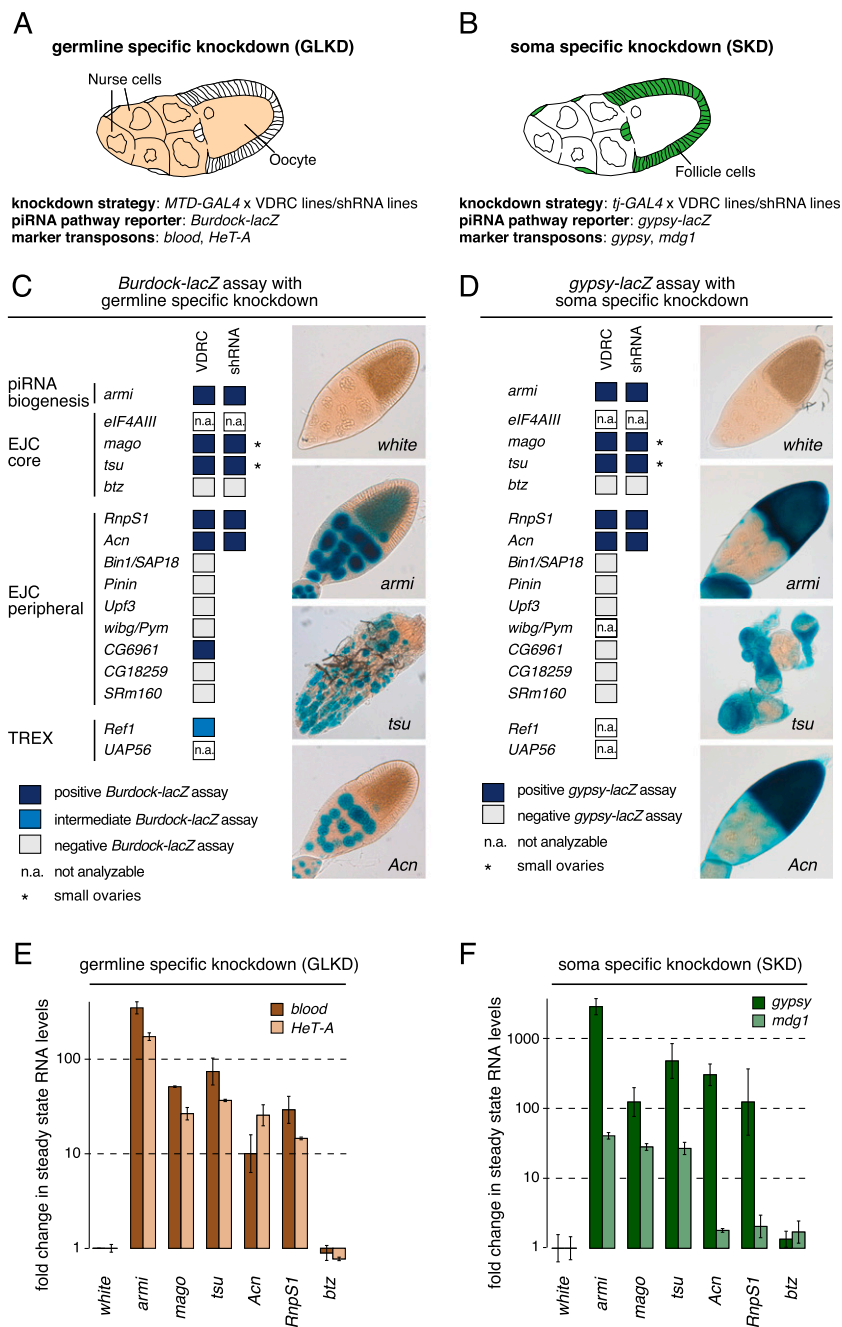 A
germline specific knockdown (GLKD)
Nurse cells
Oocyte
knockdown strategy: MTD-GAL4 x VDRC lines/shRNA lines
piRNA pathway reporter: Burdock-lacZ
marker transposons: blood, HeT-A
B
soma specific knockdown (SKD)
Follicle cells
knockdown strategy: tj-GAL4 x VDRC lines/shRNA lines
piRNA pathway reporter: gypsy-lacZ
marker transposons: gypsy, mdg1
C
Burdock-lacZ assay with
germline specific knockdown
VDRC
shRNA
piRNA
biogenesis
armi
EJC
core
eIF4AIII n.a. n.a.
mago *
tsu *
btz
EJC
peripheral
RnpS1
Acn
Bin1/SAP18
Pinin
Upf3
wibg/Pym
CG6961
CG18259
SRm160
TREX
Ref1
UAP56 n.a.
white
armi
tsu
Acn
positive Burdock-lacZ assay
intermediate Burdock-lacZ assay
negative Burdock-lacZ assay
n.a. not analyzable
* small ovaries
D
gypsy-lacZ assay with
soma specific knockdown
VDRC
shRNA
armi
eIF4AIII n.a. n.a.
mago *
tsu *
btz
RnpS1
Acn
Bin1/SAP18
Pinin
Upf3
wibg/Pym n.a.
CG6961
CG18259
SRm160
Ref1 n.a.
UAP56 n.a.
white
armi
tsu
Acn
positive gypsy-lacZ assay
negative gypsy-lacZ assay
n.a. not analyzable
* small ovaries
E
germline specific knockdown (GLKD)
fold change in steady state RNA levels
blood
HeT-A
100
10
1
white
armi
mago
tsu
Acn
RnpS1
btz
F
soma specific knockdown (SKD)
fold change in steady state RNA levels
gypsy
mdg1
1000
100
10
1
white
armi
mago
tsu
Acn
RnpS1
btz